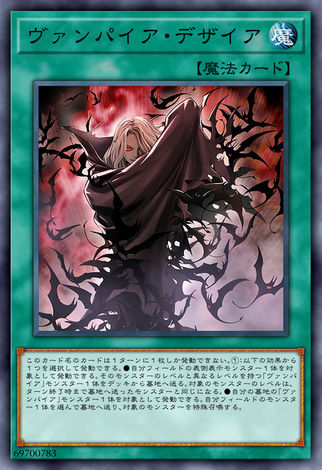 ヴァンパイア・デザイア
魔
【魔法カード】
このカード名のカードは1ターンに1枚しか発動できない。①:以下の効果から
1つを選択して発動できる。●自分フィールドの表側表示モンスター1体を対
象として発動できる。そのモンスターのレベルと異なるレベルを持つ「ヴァンパ
イア」モンスター1体をデッキから墓地へ送る。対象のモンスターのレベルは、
ターン終了時まで墓地へ送ったモンスターと同じになる。●自分の墓地の「ヴ
ァンパイア」モンスター1体を対象として発動できる。自分フィールドのモンス
ター1体を選んで墓地へ送り、対象のモンスターを特殊召喚する。
69700783